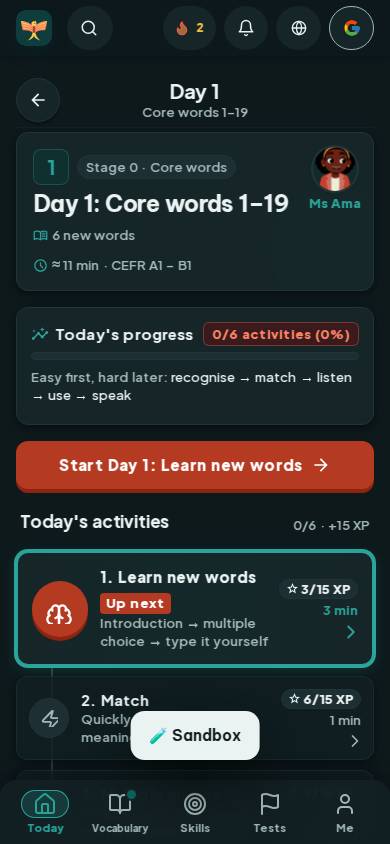 2
Day 1
Core words 1–19
1
Stage 0 · Core words
Day 1: Core words 1–19
Ms Ama
6 new words
≈ 11 min · CEFR A1 – B1
Today's progress
0/6 activities (0%)
Easy first, hard later: recognise → match → listen
→ use → speak
Start Day 1: Learn new words →
Today's activities
0/6 · +15 XP
1. Learn new words
3/15 XP
Up next
3 min
Introduction → multiple
choice → type it yourself
2. Match
6/15 XP
Quickly
1 min
Sandbox
Today
Vocabulary
Skills
Tests
Me